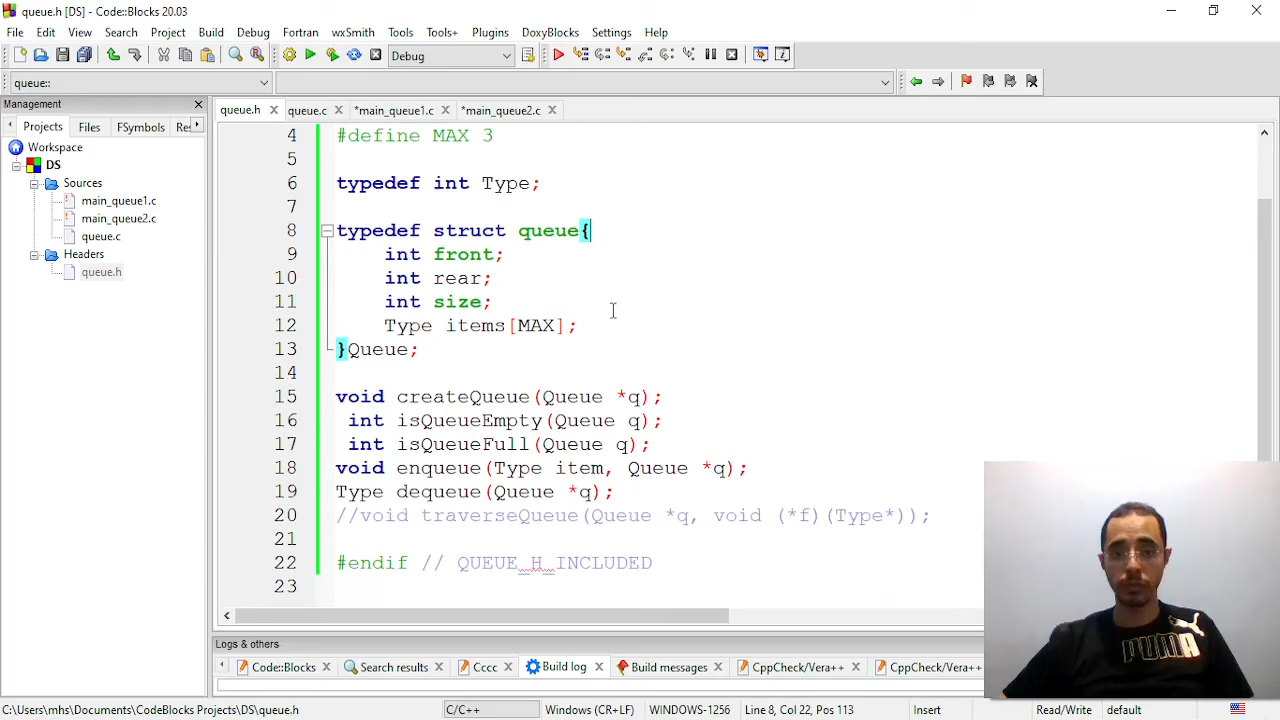 queue.h [DS] - Code::Blocks 20.03
File Edit View Search Project Build Debug Fortran wxSmith Tools Tools+ Plugins DoxyBlocks Settings Help
Debug
queue::
Management
Projects Files FSymbols Re
queue.h queue.c *main_queue1.c *main_queue2.c
Workspace
DS
Sources
main_queue1.c
main_queue2.c
queue.c
Headers
queue.h
4 #define MAX 3
5
6 typedef int Type;
7
8 typedef struct queue{
9 int front;
10 int rear;
11 int size;
12 Type items[MAX];
13 }Queue;
14
15 void createQueue(Queue *q);
16 int isQueueEmpty(Queue q);
17 int isQueueFull(Queue q);
18 void enqueue(Type item, Queue *q);
19 Type dequeue(Queue *q);
20 //void traverseQueue(Queue *q, void (*f)(Type*));
21
22 #endif // QUEUE_H_INCLUDED
23
PUMA
Logs & others
Code::Blocks Search results Cccc Build log Build messages CppCheck/Vera++ CppCheck/Vera++
C:\Users\mhs\Documents\CodeBlocks Projects\DS\queue C/C++ Windows (CR+LF) WINDOWS-1256 Line 8, Col 22, Pos 113 Insert Read/Write default